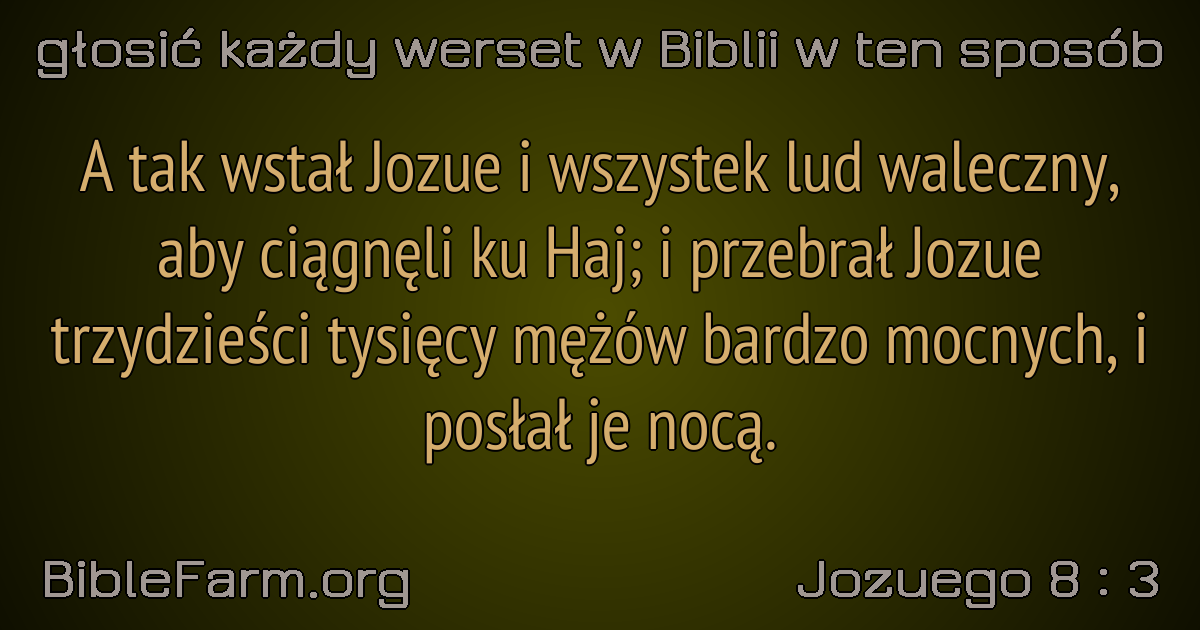 głosić każdy werset w Biblii w ten sposób
A tak wstał Jozue i wszystek lud waleczny,
aby ciągnęli ku Haj; i przebrał Jozue
trzydzieści tysięcy mężów bardzo mocnych, i
posłał je nocą.
BibleFarm.org
Jozuego 8 : 3